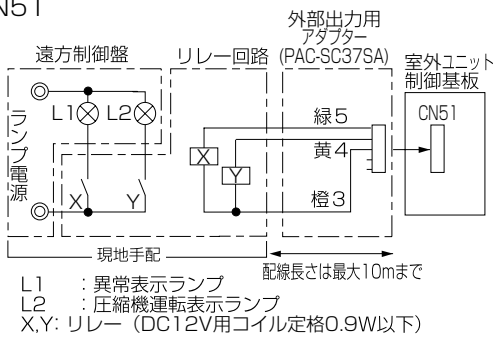 CN51
外部出力用
アダプター
(PAC-SC37SA)
遠方制御盤
リレー回路
室外ユニット
制御基板
CN51
L1
L2
ランプ電源
X
Y
X
Y
緑5
黄4
橙3
現地手配
配線長さは最大10mまで
L1 : 異常表示ランプ
L2 : 圧縮機運転表示ランプ
X,Y: リレー（DC12V用コイル定格0.9W以下）